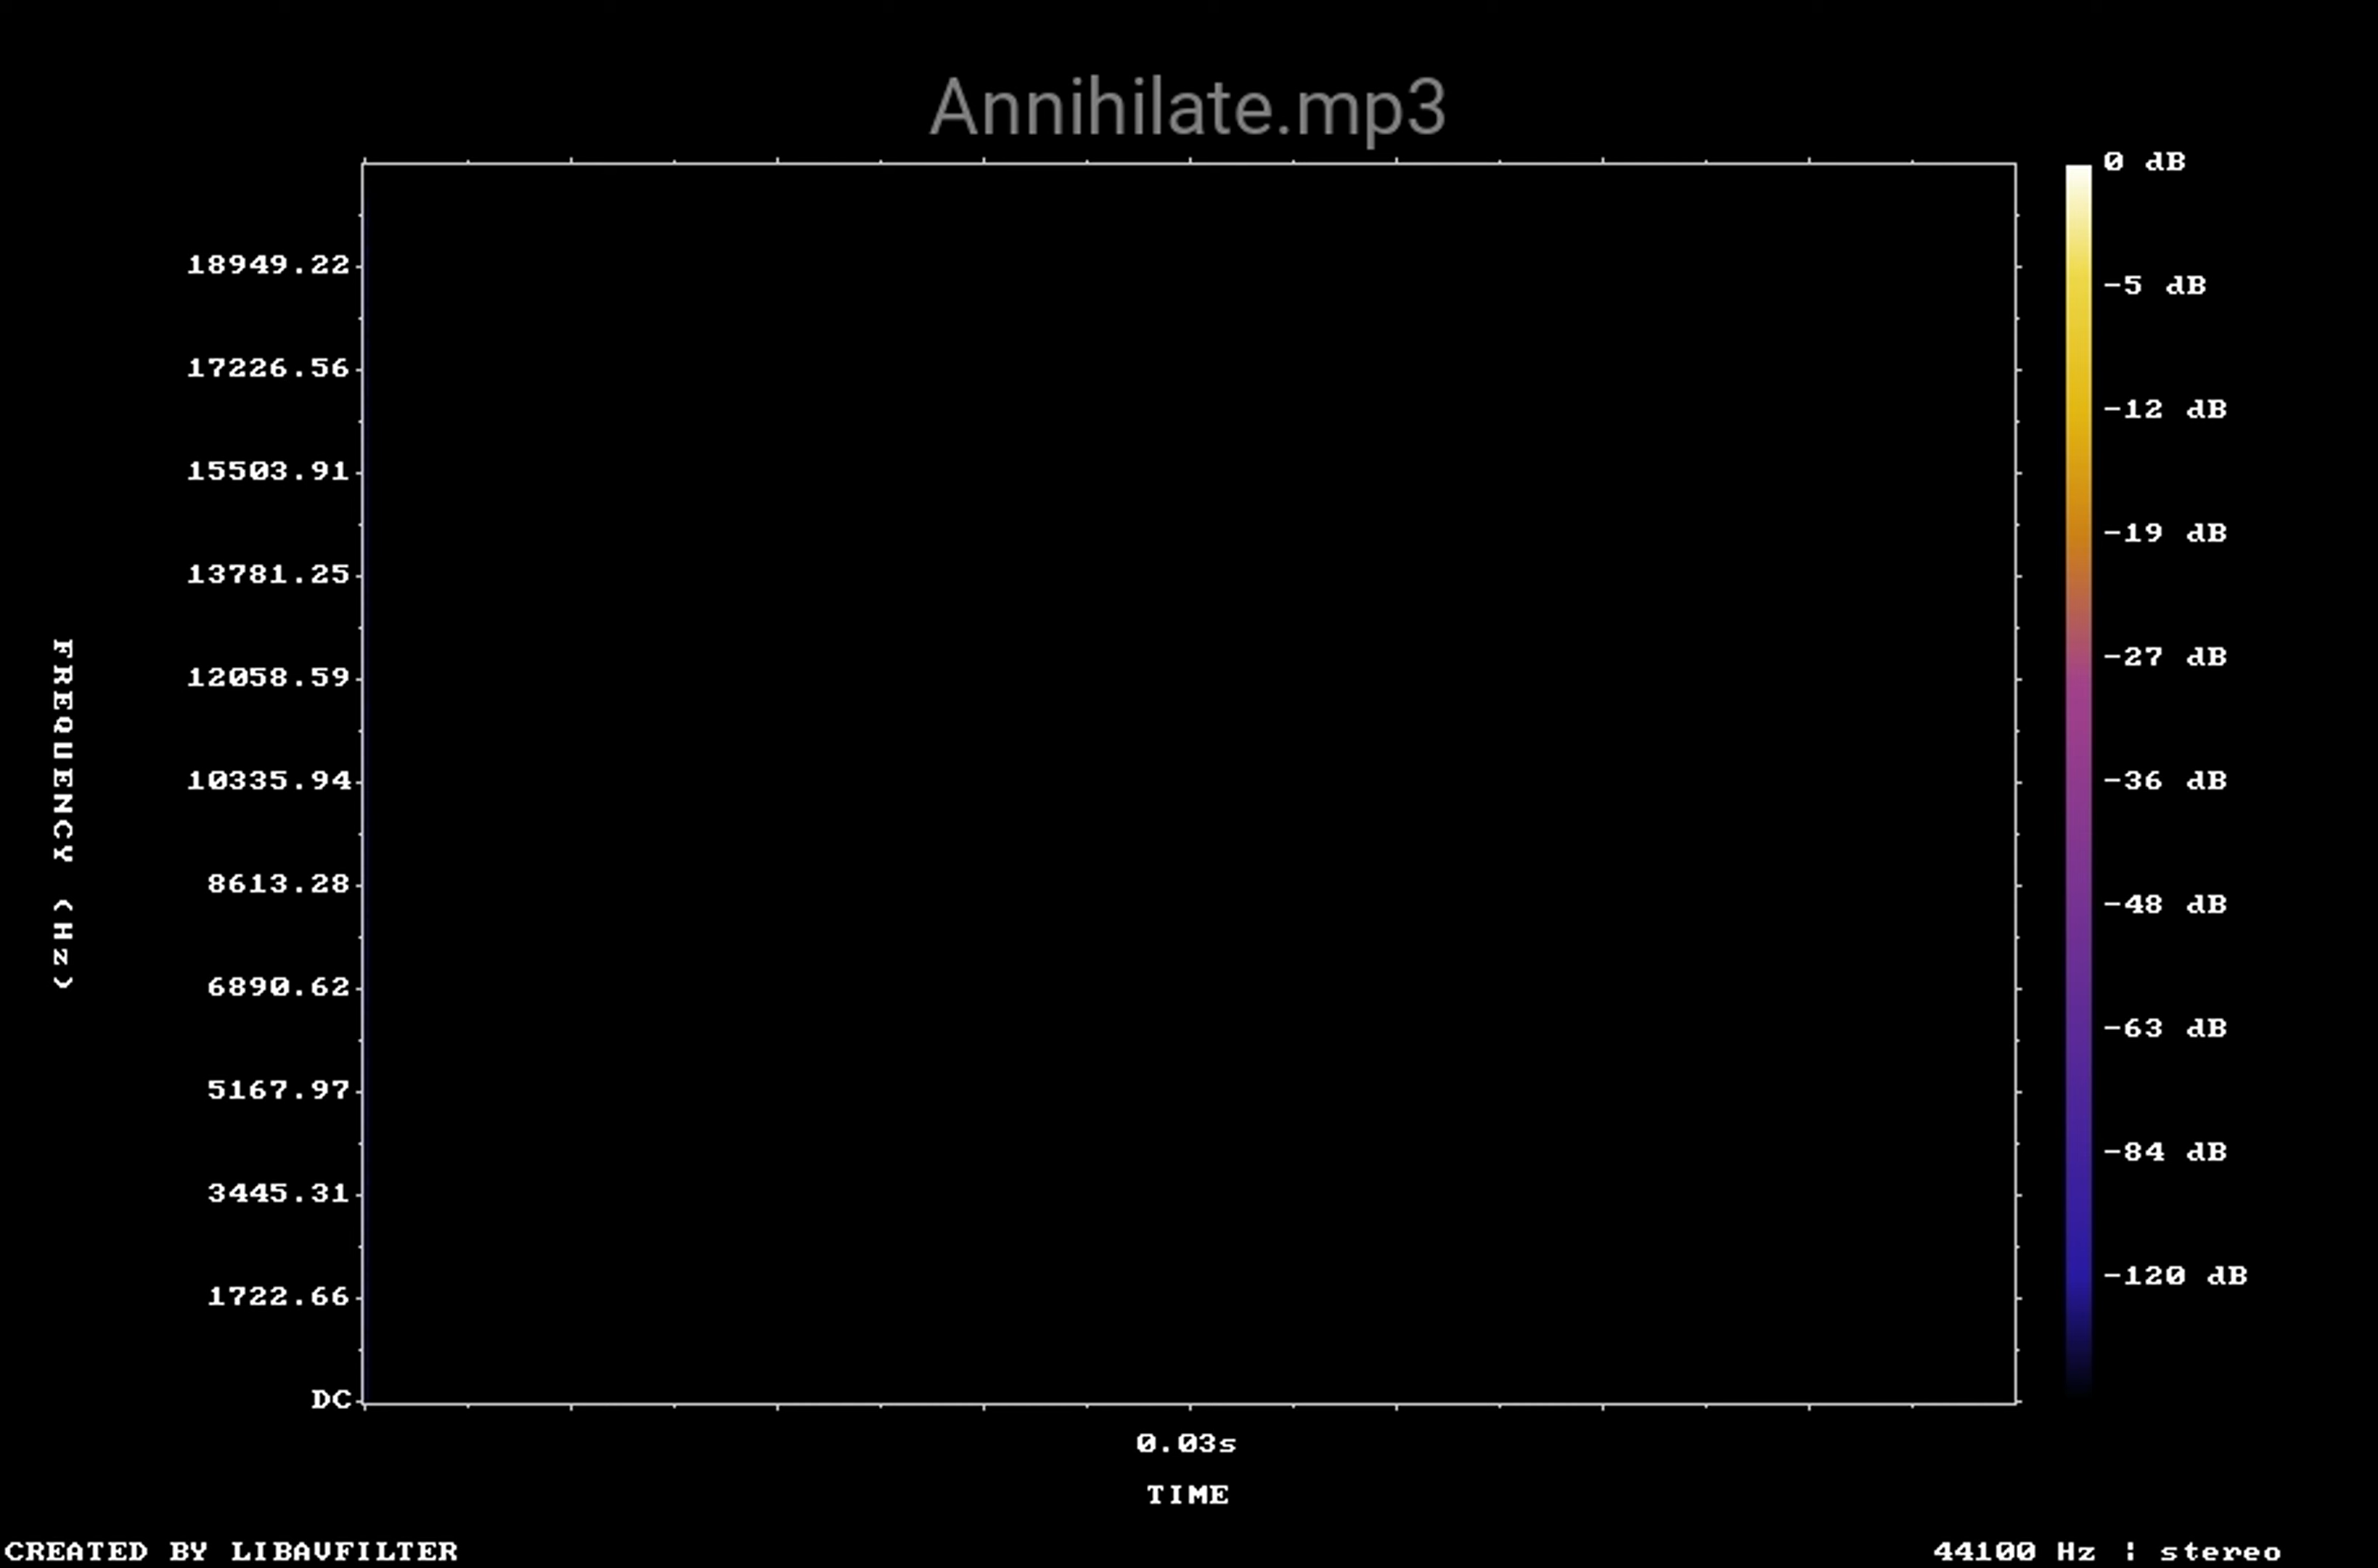 Annihilate.mp3
0 dB
-5 dB
-12 dB
-19 dB
-27 dB
-36 dB
-48 dB
-63 dB
-84 dB
-120 dB
18949.22
17226.56
15503.91
13781.25
12058.59
10335.94
8613.28
6890.62
5167.97
3445.31
1722.66
DC
FREQUENCY (Hz)
0.03s
TIME
CREATED BY LIBAVFILTER
44100 Hz | stereo